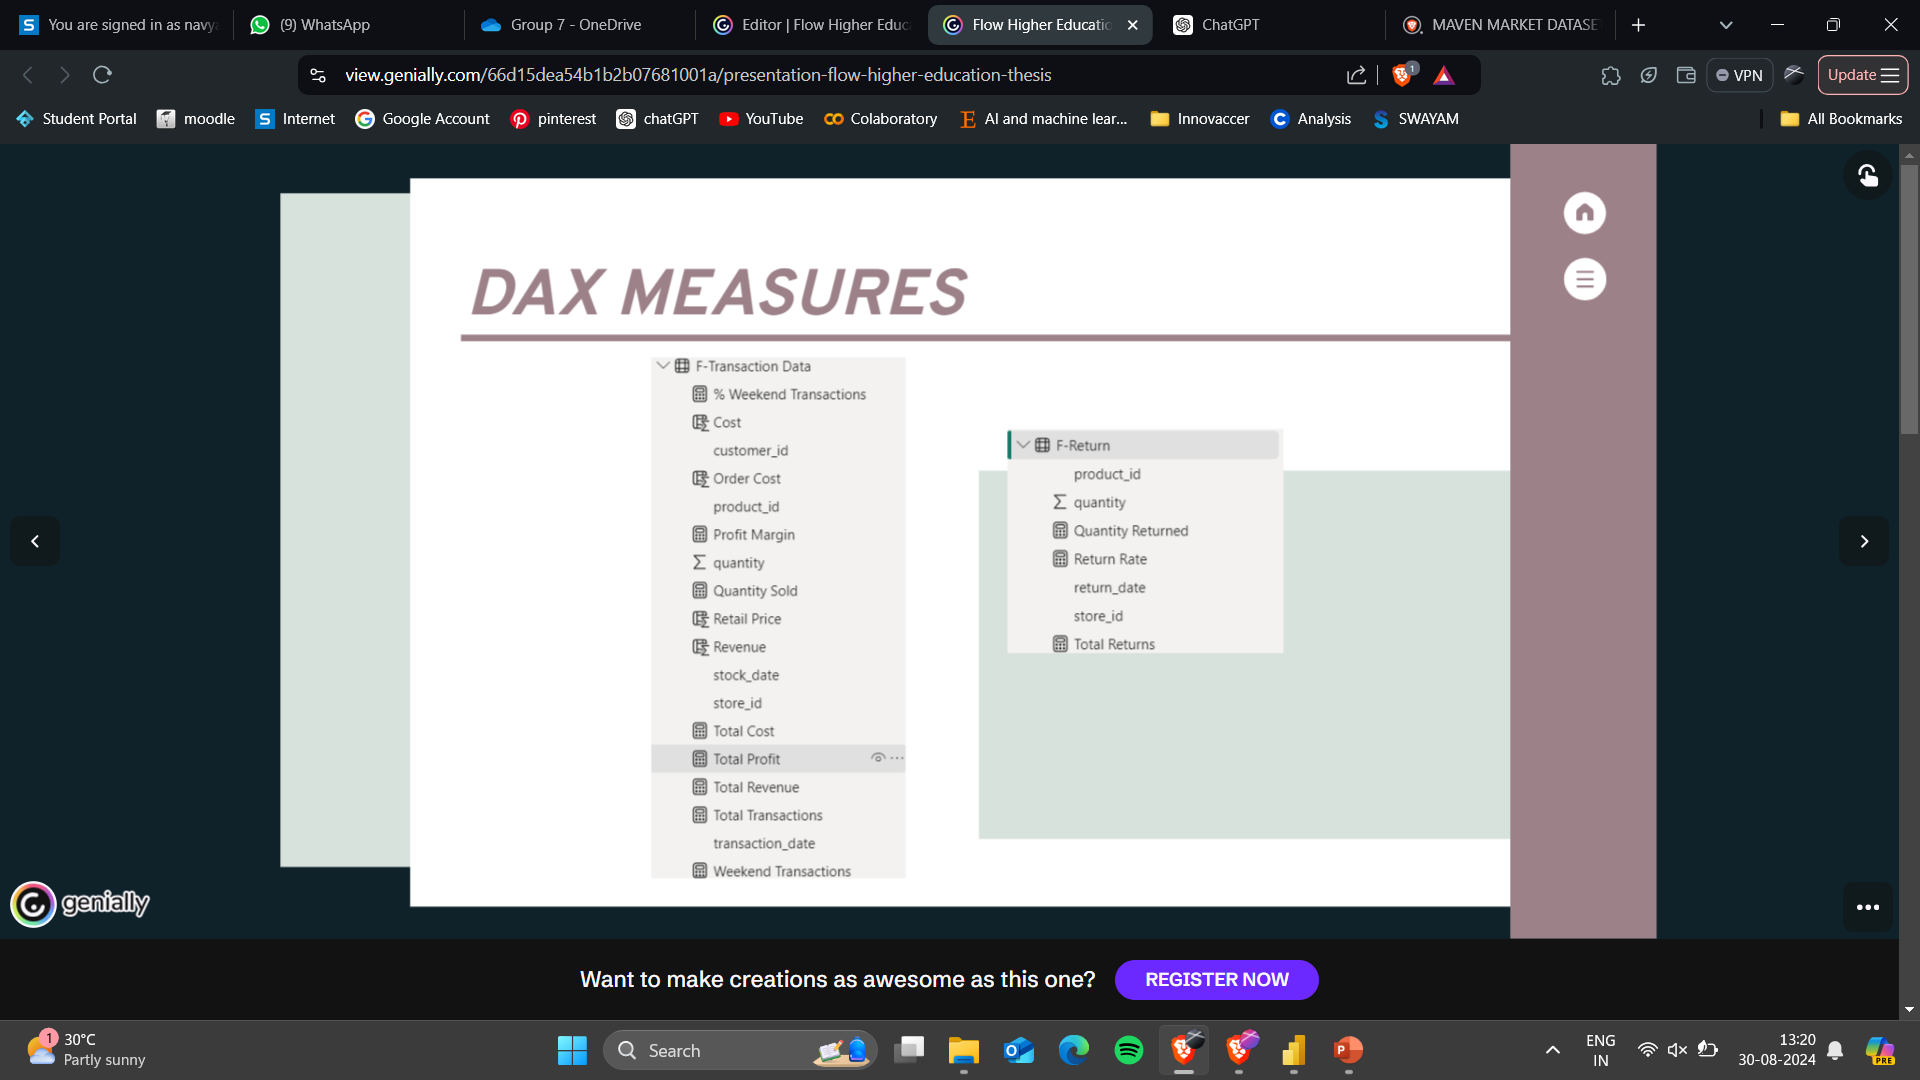 You are signed in as navya
(9) WhatsApp
Group 7 - OneDrive
Editor | Flow Higher Educ
Flow Higher Educatio
ChatGPT
MAVEN MARKET DATASE
view.genially.com/66d15dea54b1b2b07681001a/presentation-flow-higher-education-thesis
1
VPN
Update
Student Portal
moodle
Internet
Google Account
pinterest
chatGPT
YouTube
Colaboratory
AI and machine lear...
Innovaccer
Analysis
SWAYAM
All Bookmarks
DAX MEASURES
F-Transaction Data
% Weekend Transactions
Cost
customer_id
Order Cost
product_id
Profit Margin
quantity
Quantity Sold
Retail Price
Revenue
stock_date
store_id
Total Cost
Total Profit
Total Revenue
Total Transactions
transaction_date
Weekend Transactions
F-Return
product_id
quantity
Quantity Returned
Return Rate
return_date
store_id
Total Returns
genially
Want to make creations as awesome as this one?
REGISTER NOW
1
30°C
Partly sunny
Search
ENG
IN
13:20
30-08-2024
PRE